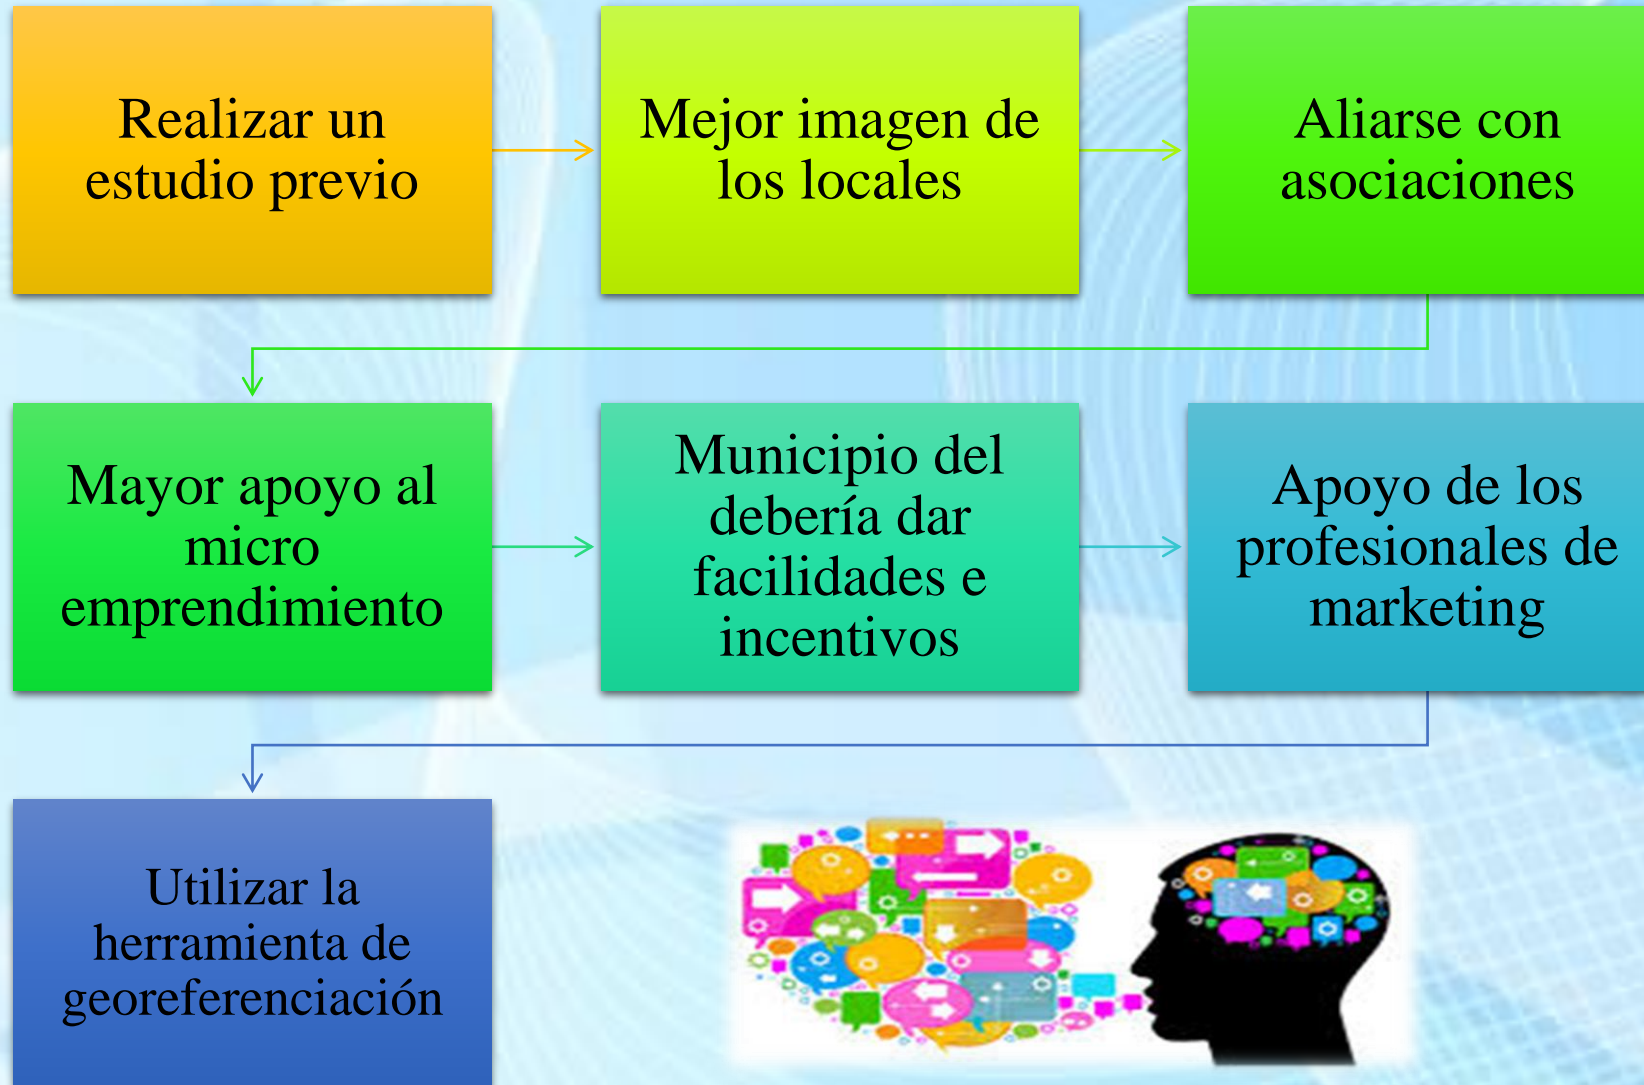 Realizar un
estudio previo
Mejor imagen de
los locales
Aliarse con
asociaciones
Mayor apoyo al
micro
emprendimiento
Municipio del
debería dar
facilidades e
incentivos
Apoyo de los
profesionales de
marketing
Utilizar la
herramienta de
georeferenciación